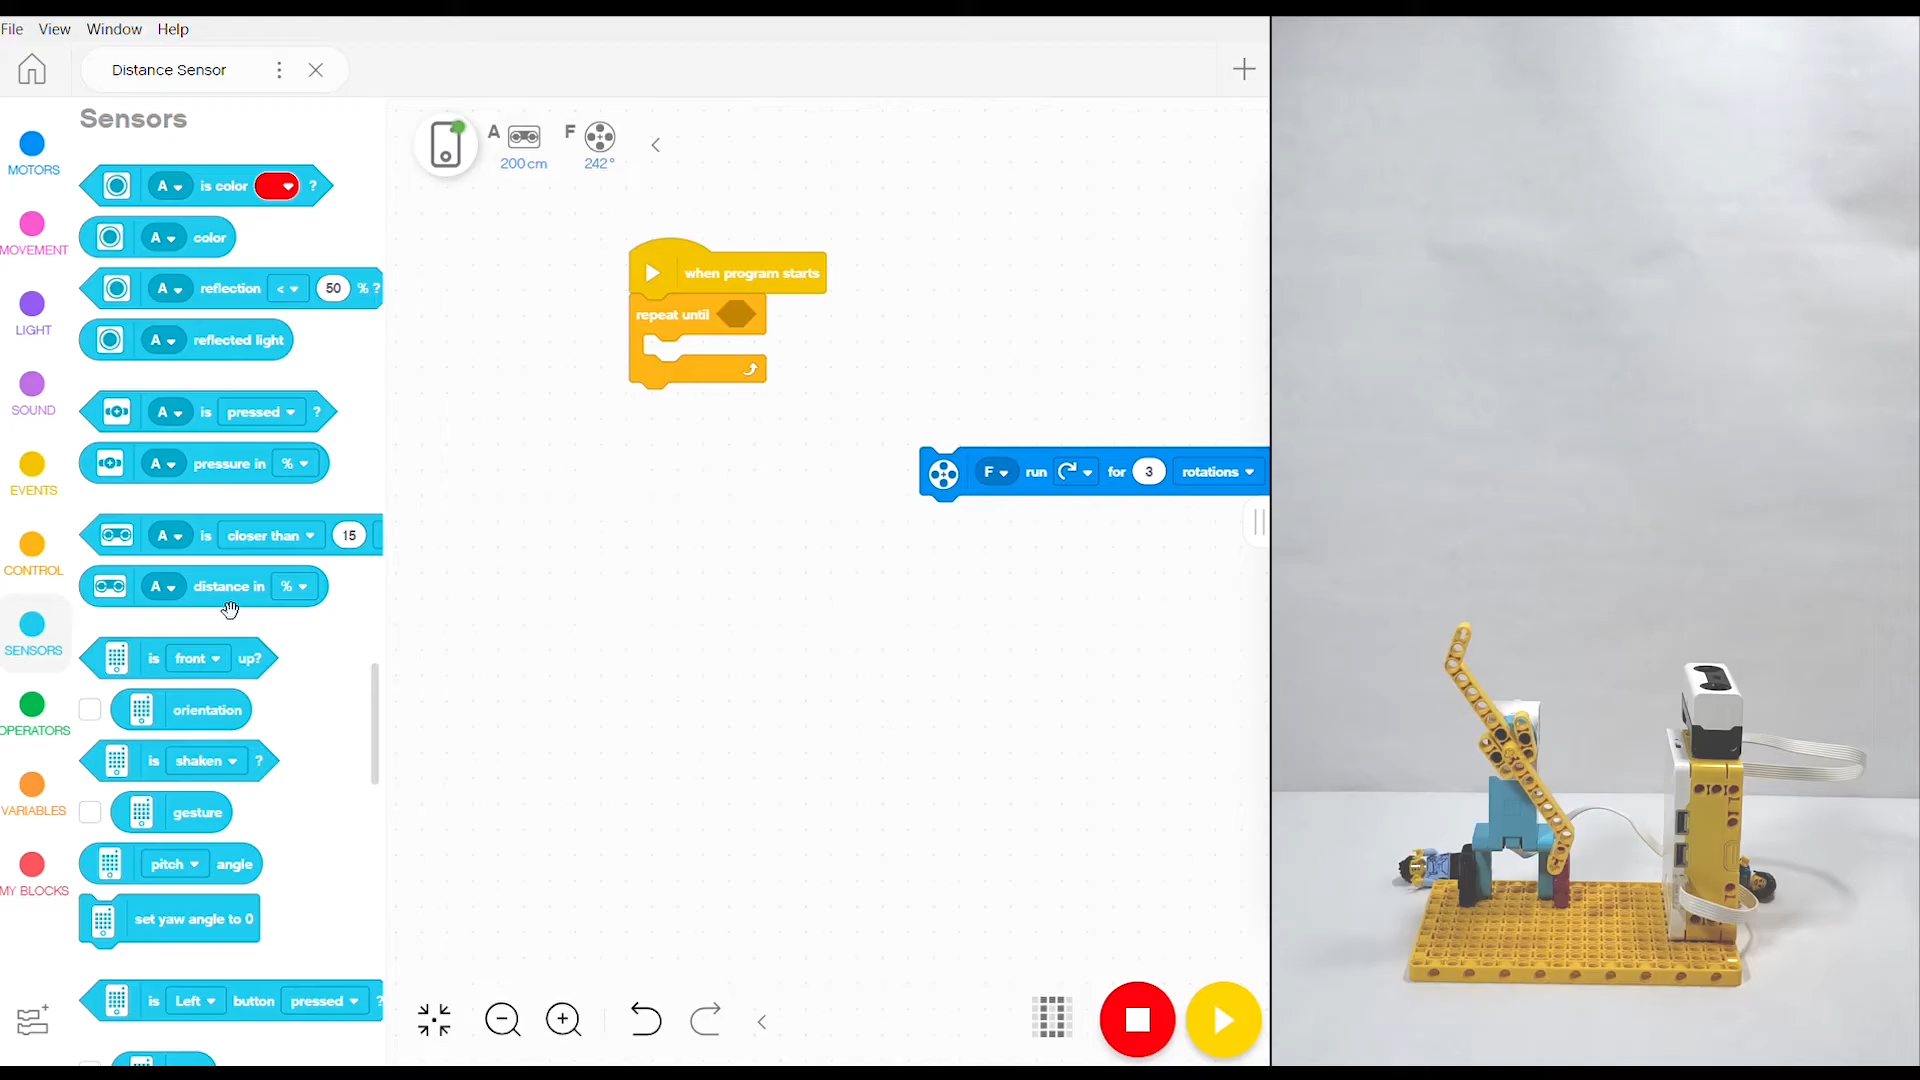 File View Window Help
Distance Sensor
Sensors
A F
200 cm 242°
MOTORS
MOVEMENT
LIGHT
SOUND
EVENTS
CONTROL
SENSORS
OPERATORS
VARIABLES
MY BLOCKS
A is color ?
A color
A reflection < 50 % ?
A reflected light
A is pressed ?
A pressure in %
A is closer than 15
A distance in %
is front up?
orientation
is shaken ?
gesture
pitch angle
set yaw angle to 0
is Left button pressed ?
when program starts
repeat until
F run for 3 rotations